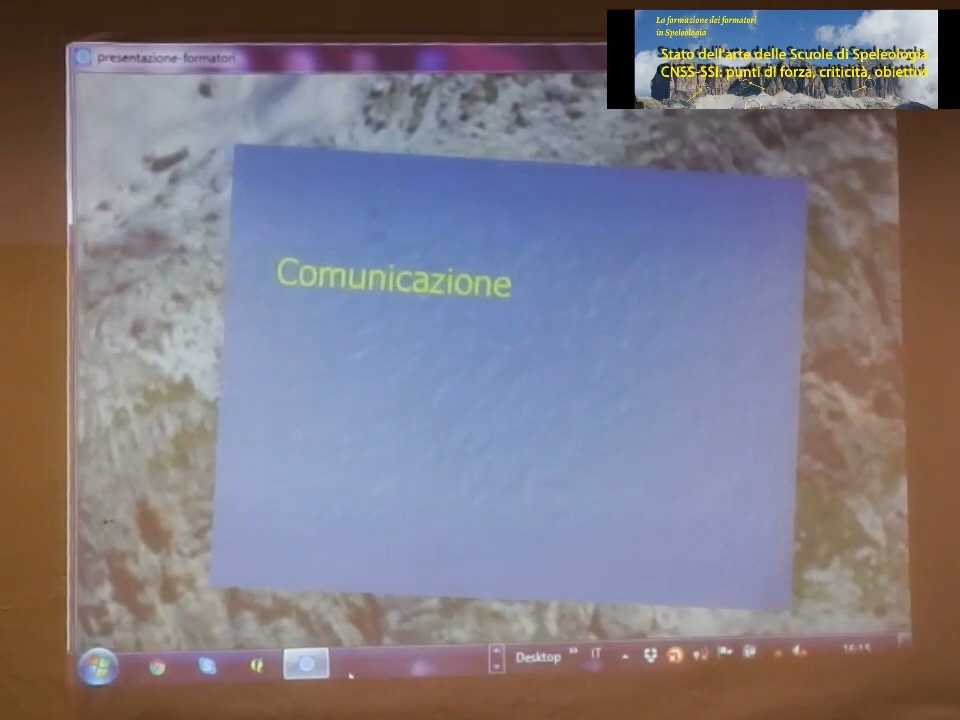 presentazione-formatori
La formazione dei formatori
in Speleologia
Stato dell'arte delle Scuole di Speleologia
CNSS-SSI: punti di forza, criticità, obiettivi
Comunicazione
Desktop
IT
16:15